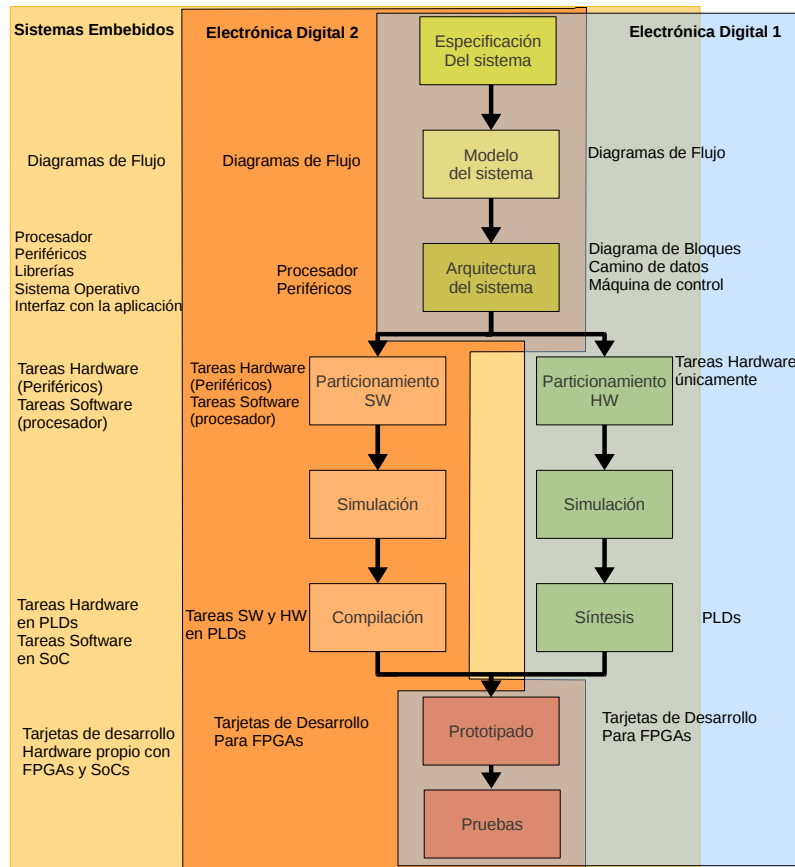 Sistemas Embebidos
Electrónica Digital 2
Electrónica Digital 1
Especificación
Del sistema
Diagramas de Flujo
Diagramas de Flujo
Modelo
del sistema
Diagramas de Flujo
Procesador
Periféricos
Librerías
Sistema Operativo
Interfaz con la aplicación
Procesador
Periféricos
Arquitectura
del sistema
Diagrama de Bloques
Camino de datos
Máquina de control
Tareas Hardware
(Periféricos)
Tareas Software
(procesador)
Tareas Hardware
(Periféricos)
Tareas Software
(procesador)
Particionamiento
SW
Particionamiento
HW
Tareas Hardware
únicamente
Simulación
Simulación
Tareas Hardware
en PLDs
Tareas Software
en SoC
Tareas SW y HW
en PLDs
Compilación
Síntesis
PLDs
Tarjetas de desarrollo
Hardware propio con
FPGAs y SoCs
Tarjetas de Desarrollo
Para FPGAs
Prototipado
Tarjetas de Desarrollo
Para FPGAs
Pruebas